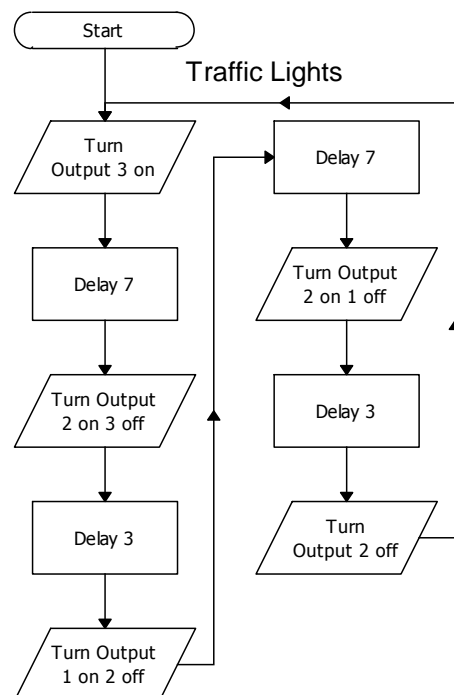 Start
Traffic Lights
Turn
Output 3 on
Delay 7
Turn Output
2 on 3 off
Delay 3
Turn Output
1 on 2 off
Delay 7
Turn Output
2 on 1 off
Delay 3
Turn
Output 2 off